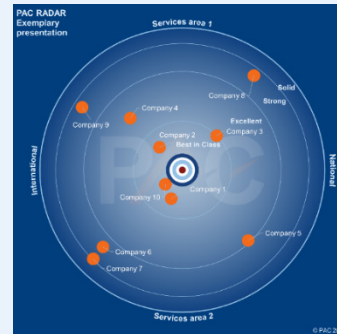 PAC RADAR
Exemplary
presentation
Services area 1
Solid
Company 8
Strong
Company 4
Company 9
Excellent
Company 2
Company 3
Best in Class
PAC
International
National
Company 1
Company 10
Company 5
Company 6
Company 7
Services area 2
© PAC 20